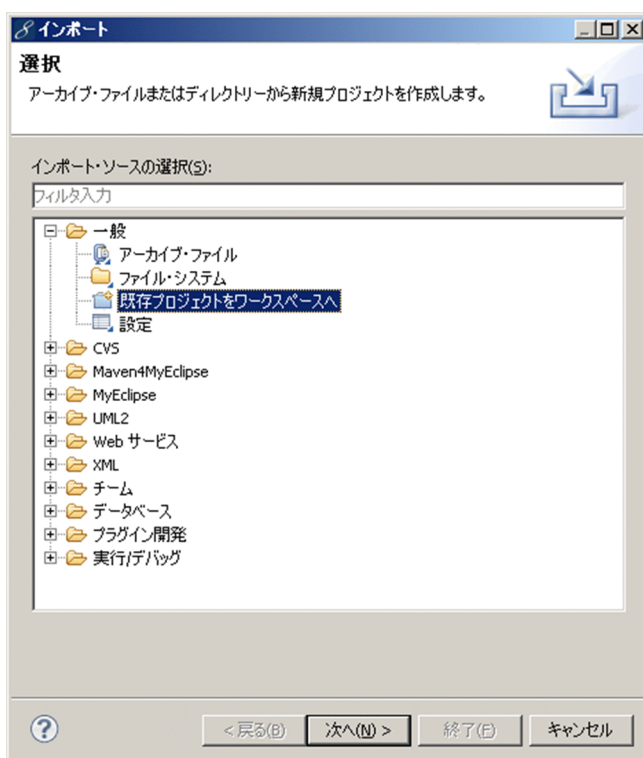 インポート
選択
アーカイブ・ファイルまたはディレクトリーから新規プロジェクトを作成します。
インポート・ソースの選択(S):
フィルタ入力
一般
アーカイブ・ファイル
ファイル・システム
既存プロジェクトをワークスペースへ
設定
CVS
Maven4MyEclipse
MyEclipse
UML2
Web サービス
XML
チーム
データベース
プラグイン開発
実行/デバッグ
< 戻る(B) 次へ(N) > 終了(F) キャンセル